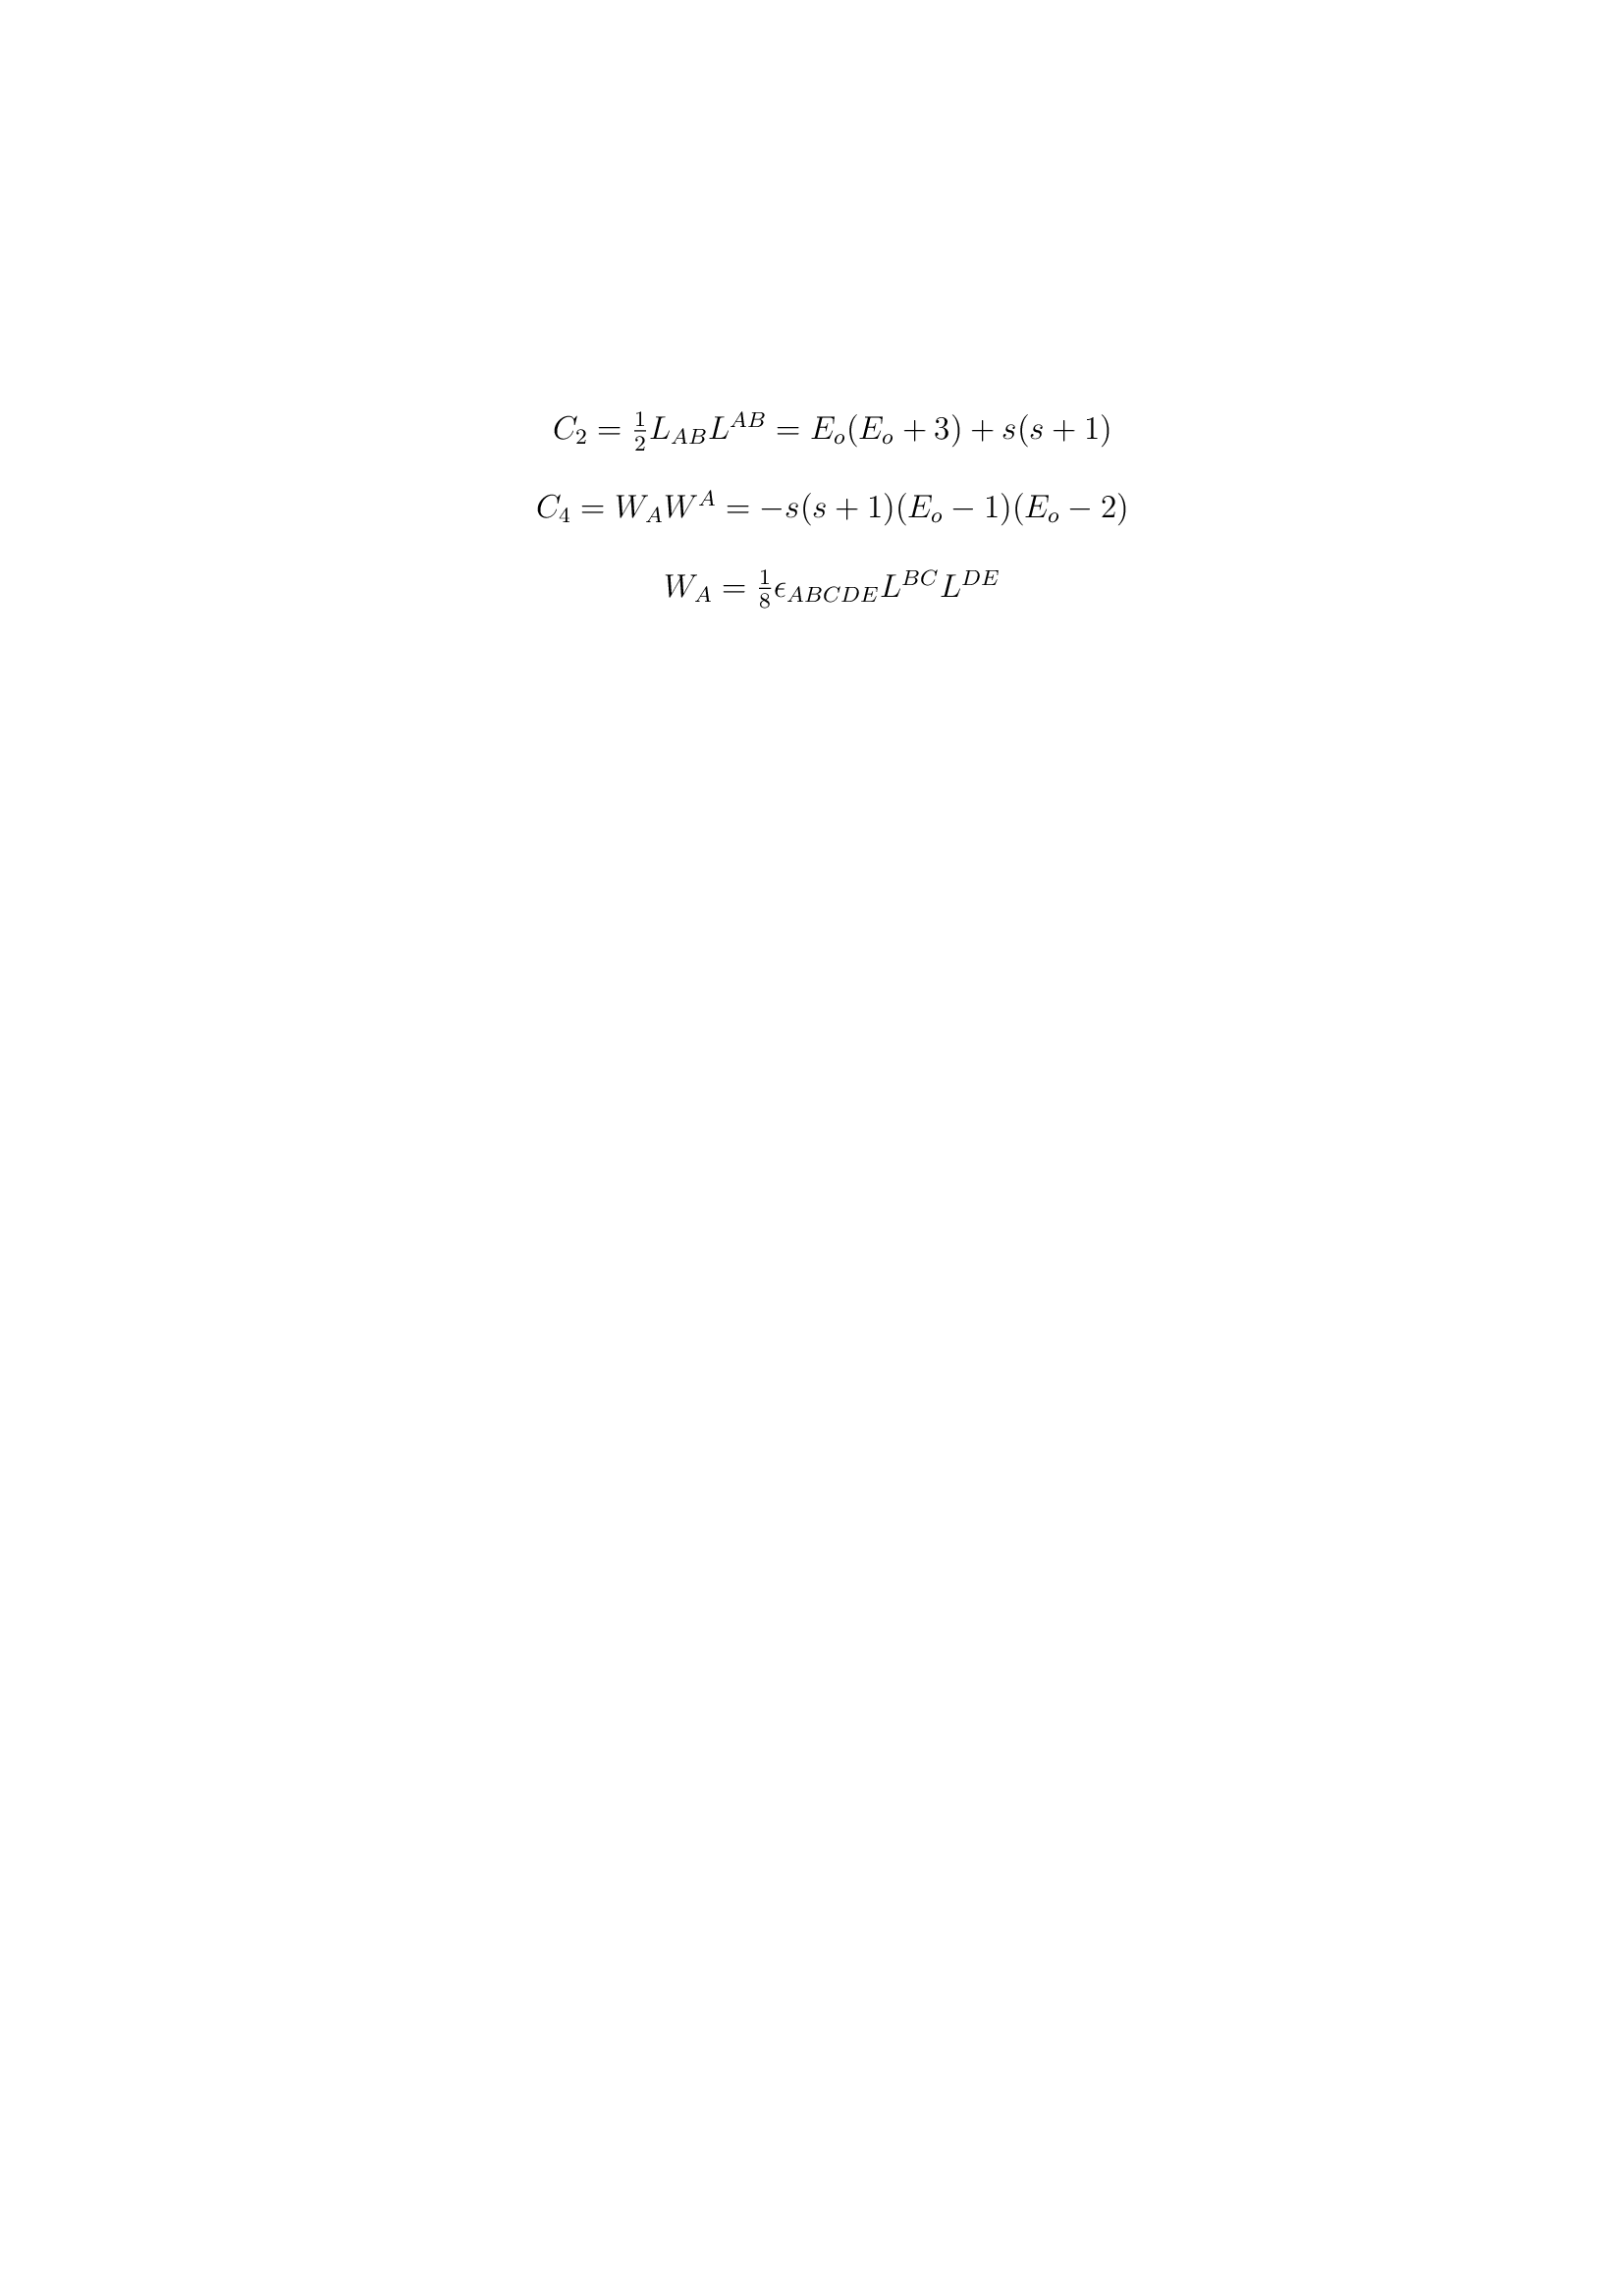 $C_2 = \frac{1}{2} L_{AB} L^{AB} = E_o(E_o + 3) + s(s + 1)$
$C_4 = W_A W^A = -s(s + 1)(E_o - 1)(E_o - 2)$
$W_A = \frac{1}{8} \epsilon_{ABCDE} L^{BC} L^{DE}$